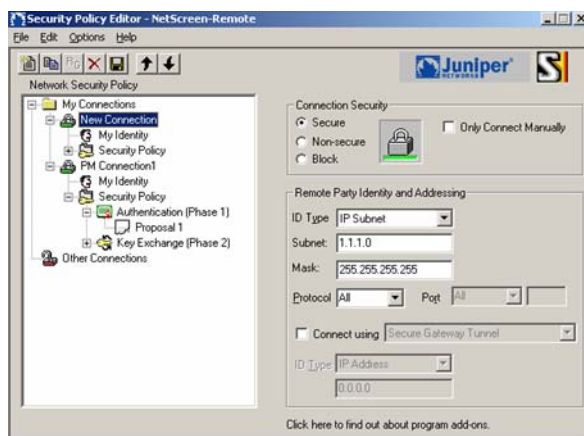 Security Policy Editor - NetScreen-Remote
File Edit Options Help
Juniper
NETWORKS
Network Security Policy
My Connections
New Connection
My Identity
Security Policy
PM Connection1
My Identity
Security Policy
Authentication (Phase 1)
Proposal 1
Key Exchange (Phase 2)
Other Connections
Connection Security
Secure
Non-secure
Block
Only Connect Manually
Remote Party Identity and Addressing
ID Type IP Subnet
Subnet: 1.1.1.0
Mask: 255.255.255.255
Protocol All Port All
Connect using Secure Gateway Tunnel
ID Type IP Address
0.0.0.0
Click here to find out about program add-ons.